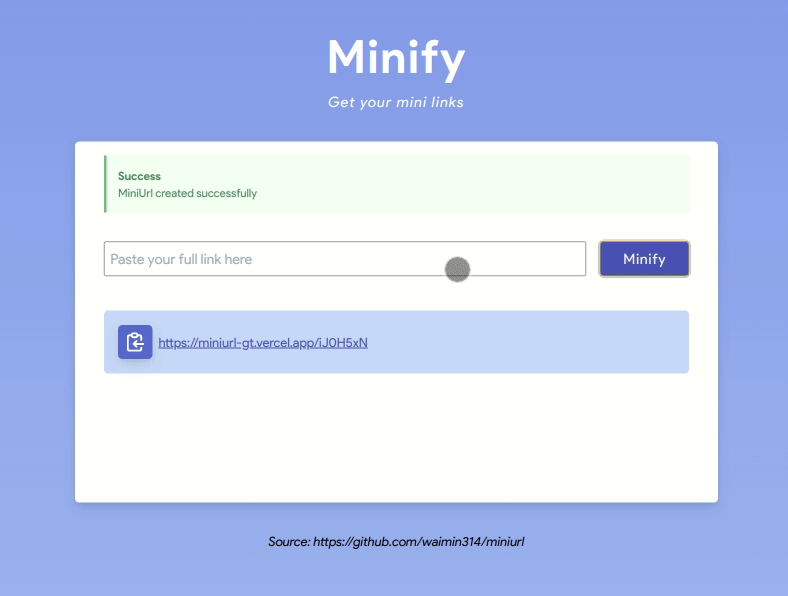 Minify
Get your mini links
Success
MiniUrl created successfully
Paste your full link here
Minify
https://miniurl-gt.vercel.app/iJ0H5xN
Source: https://github.com/waimin314/miniurl